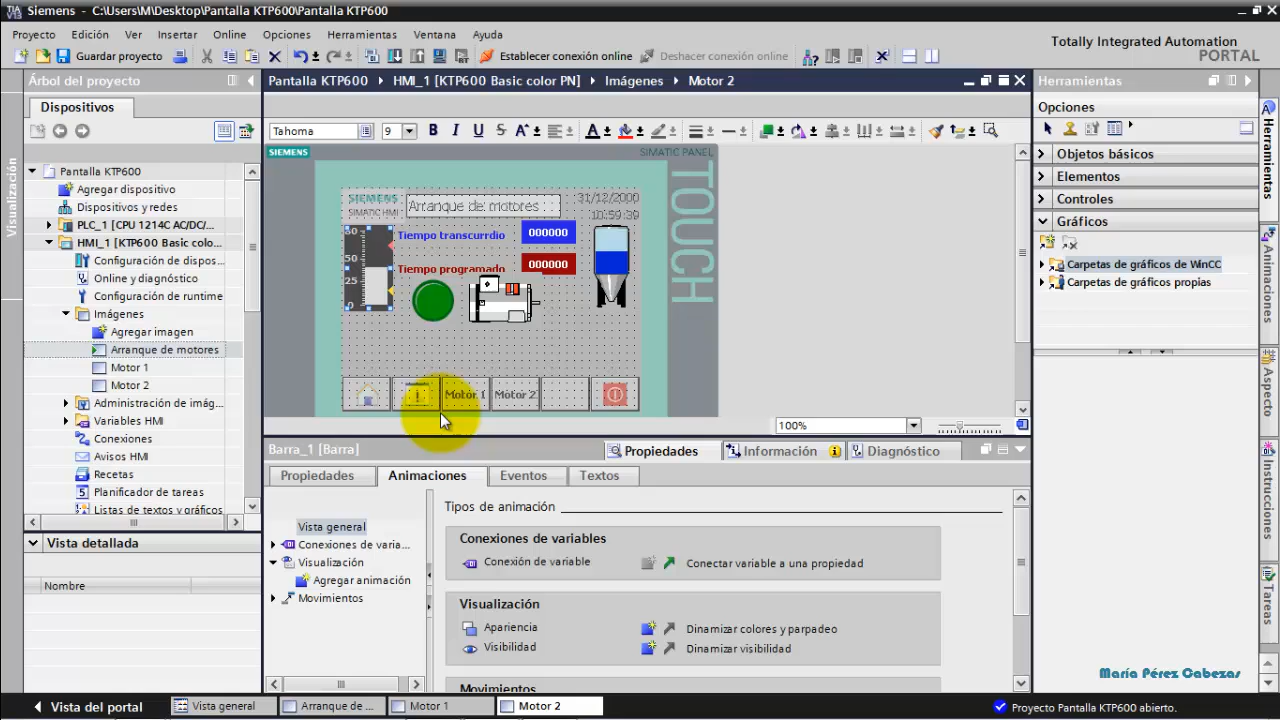 Siemens - C:\Users\M\Desktop\Pantalla KTP600\Pantalla KTP600
Proyecto Edición Ver Insertar Online Opciones Herramientas Ventana Ayuda
Totally Integrated Automation
PORTAL
Guardar proyecto
Establecer conexión online
Deshacer conexión online
Árbol del proyecto
Dispositivos
Visualización
Pantalla KTP600
Agregar dispositivo
Dispositivos y redes
PLC_1 [CPU 1214C AC/DC/...
HMI_1 [KTP600 Basic colo...
Configuración de dispos...
Online y diagnóstico
Configuración de runtime
Imágenes
Agregar imagen
Arranque de motores
Motor 1
Motor 2
Administración de imág...
Variables HMI
Conexiones
Avisos HMI
Recetas
Planificador de tareas
Listas de textos y gráficos
Vista detallada
Nombre
Pantalla KTP600 HMI_1 [KTP600 Basic color PN] Imágenes Motor 2
Tahoma 9
SIEMENS
SIMATIC PANEL
TOUCH
SIEMENS
SIMATIC HMI
Arranque de motores
31/12/2000
10:59:39
Tiempo transcurrdio 000000
Tiempo programado 000000
50
25
0
Motor 1 Motor 2
100%
Barra_1 [Barra]
Propiedades Información Diagnóstico
Propiedades Animaciones Eventos Textos
Vista general
Conexiones de varia...
Visualización
Agregar animación
Movimientos
Tipos de animación
Conexiones de variables
Conexión de variable Conectar variable a una propiedad
Visualización
Apariencia Dinamizar colores y parpadeo
Visibilidad Dinamizar visibilidad
Movimientos
Herramientas
Opciones
Objetos básicos
Elementos
Controles
Gráficos
Carpetas de gráficos de WinCC
Carpetas de gráficos propias
Herramientas
Animaciones
Aspecto
Instrucciones
Tareas
María Pérez Cabezas
Vista del portal Vista general Arranque de ... Motor 1 Motor 2
Proyecto Pantalla KTP600 abierto.